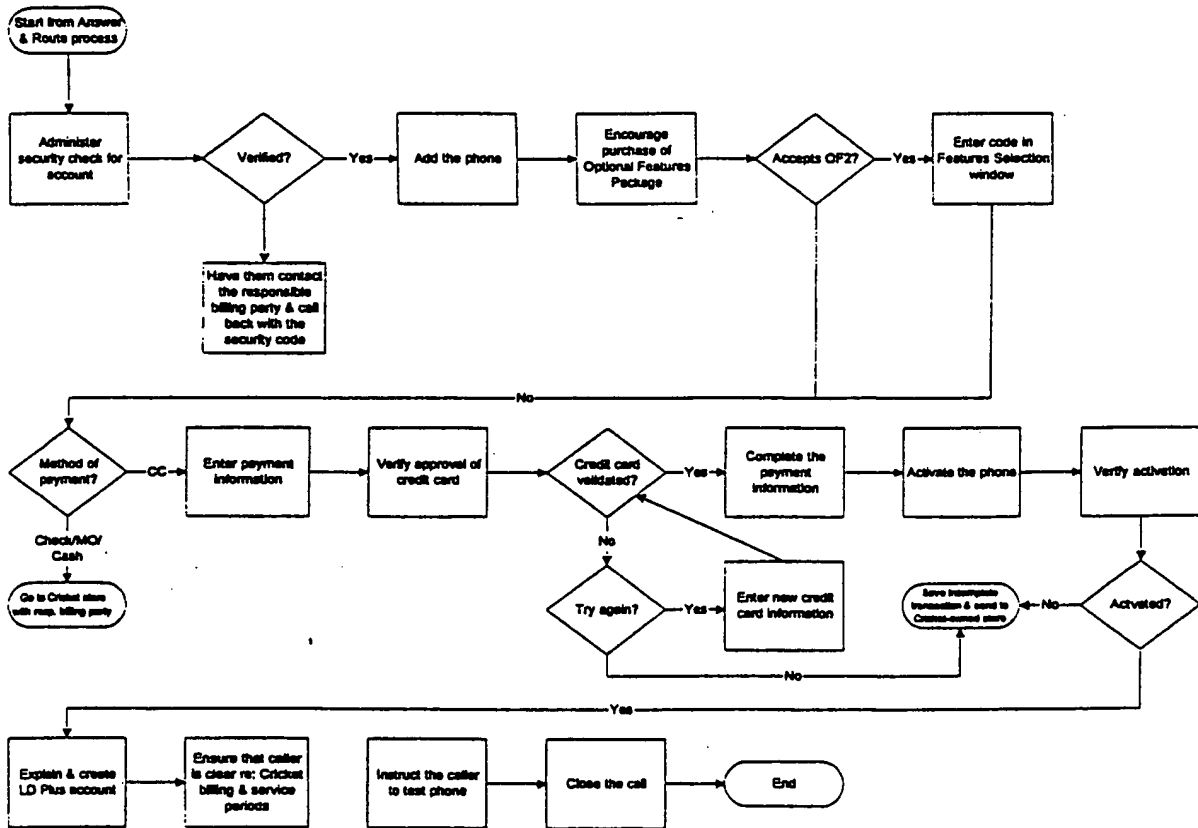 Start from Answer
& Route process
Administer
security check for
account
Verified?
Yes
Add the phone
Encourage
purchase of
Optional Features
Package
Accepts OF2?
Yes
Enter code in
Features Selection
window
Have them contact
the responsible
billing party & call
back with the
security code
No
Method of
payment?
CC
Enter payment
information
Verify approval of
credit card
Credit card
validated?
Yes
Complete the
payment
information
Activate the phone
Verify activation
Check/MO/
Cash
No
Go to Cricket store
with resp. billing party
Try again?
Yes
Enter new credit
card information
Save incomplete
transaction & send to
Cricket-owned store
No
Activated?
No
Yes
Explain & create
LD Plus account
Ensure that caller
is clear re: Cricket
billing & service
periods
Instruct the caller
to test phone
Close the call
End